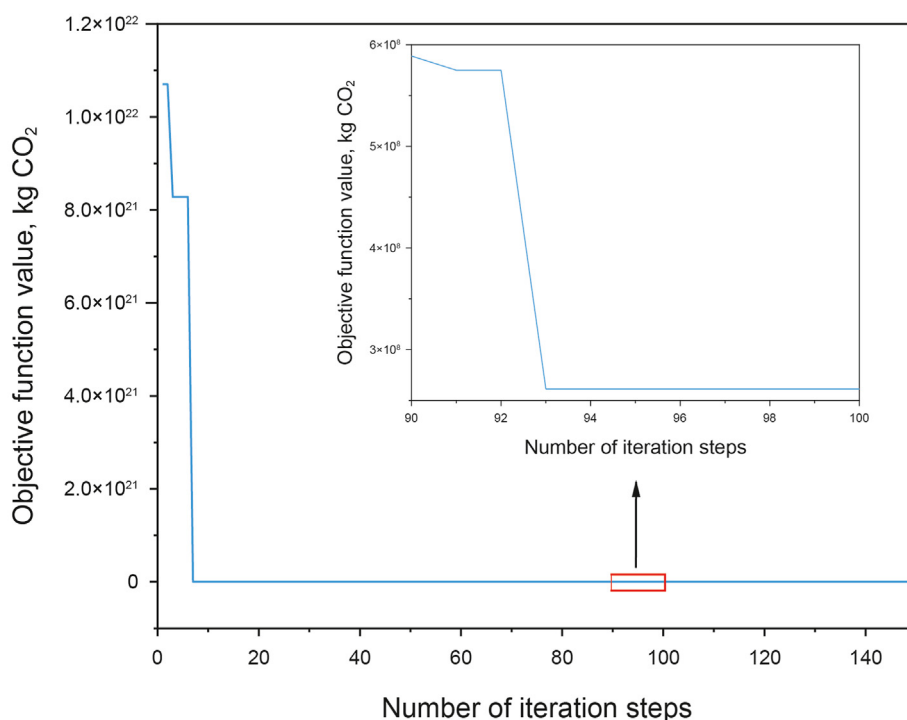 Objective function value, kg CO₂
1.2×10²²
1.0×10²²
8.0×10²¹
6.0×10²¹
4.0×10²¹
2.0×10²¹
0
0 20 40 60 80 100 120 140
Number of iteration steps
Objective function value, kg CO₂
6×10⁸
5×10⁸
4×10⁸
3×10⁸
90 92 94 96 98 100
Number of iteration steps